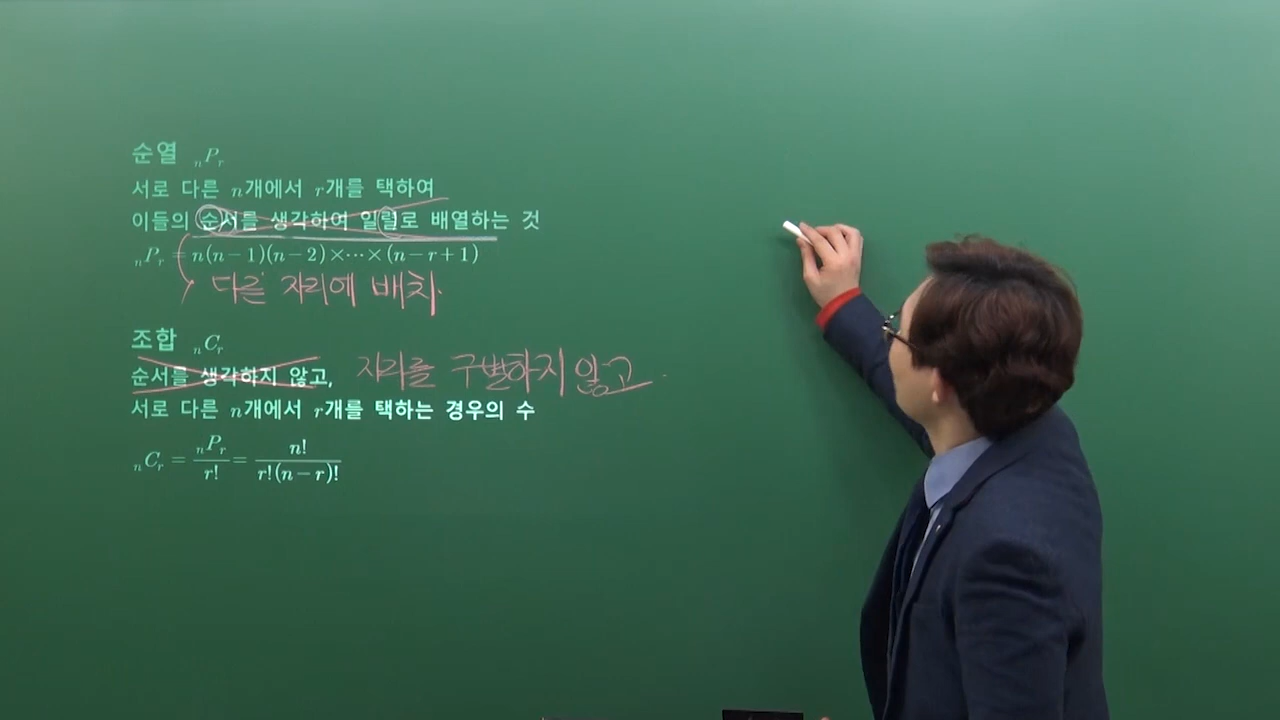 순열 ₙPᵣ
서로 다른 n개에서 r개를 택하여
이들의 순서를 생각하여 일렬로 배열하는 것
ₙPᵣ = n(n−1)(n−2)×⋯×(n−r+1)
다른 자리에 배치.
조합 ₙCᵣ
순서를 생각하지 않고, 자리를 구별하지 않고
서로 다른 n개에서 r개를 택하는 경우의 수
ₙCᵣ = ₙPᵣ/r! = n!/r!(n−r)!